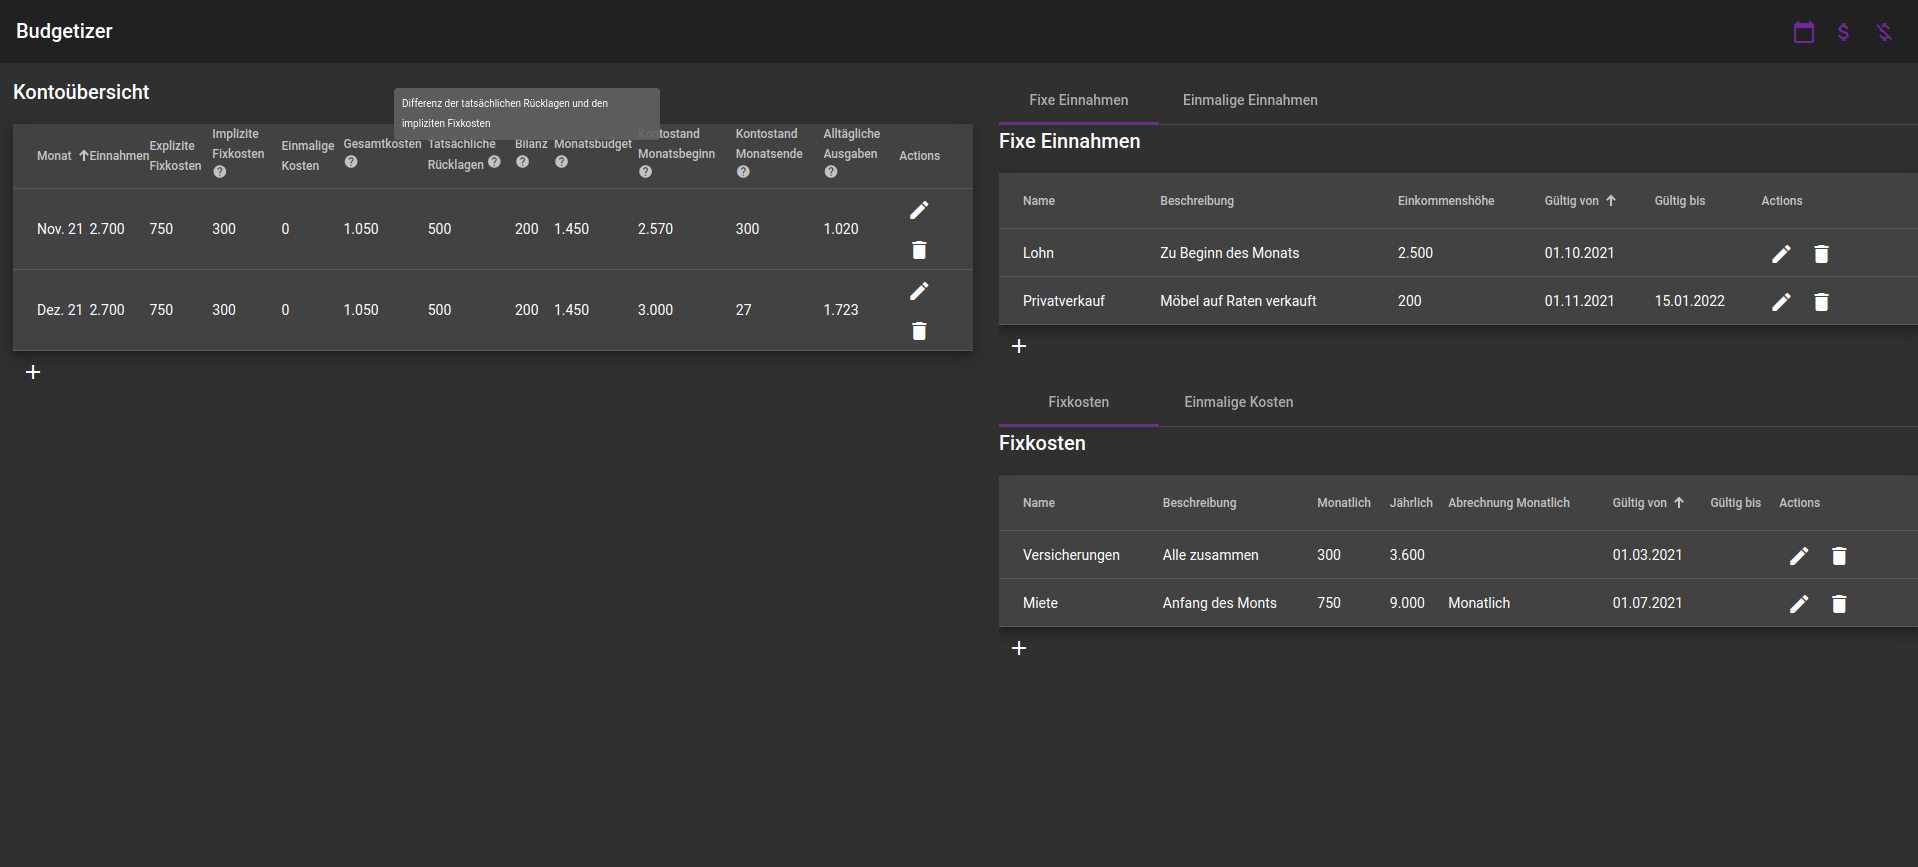 Budgetizer
Kontoübersicht
Differenz der tatsächlichen Rücklagen und den
impliziten Fixkosten
Monat Einnahmen Explizite Fixkosten Implizite Fixkosten Einmalige Kosten Gesamtkosten Tatsächliche Rücklagen Bilanz Monatsbudget Kontostand Monatsbeginn Kontostand Monatsende Alltägliche Ausgaben Actions
Nov. 21 2.700 750 300 0 1.050 500 200 1.450 2.570 300 1.020
Dez. 21 2.700 750 300 0 1.050 500 200 1.450 3.000 27 1.723
Fixe Einnahmen Einmalige Einnahmen
Fixe Einnahmen
Name Beschreibung Einkommenshöhe Gültig von Gültig bis Actions
Lohn Zu Beginn des Monats 2.500 01.10.2021
Privatverkauf Möbel auf Raten verkauft 200 01.11.2021 15.01.2022
Fixkosten Einmalige Kosten
Fixkosten
Name Beschreibung Monatlich Jährlich Abrechnung Monatlich Gültig von Gültig bis Actions
Versicherungen Alle zusammen 300 3.600 01.03.2021
Miete Anfang des Monts 750 9.000 Monatlich 01.07.2021